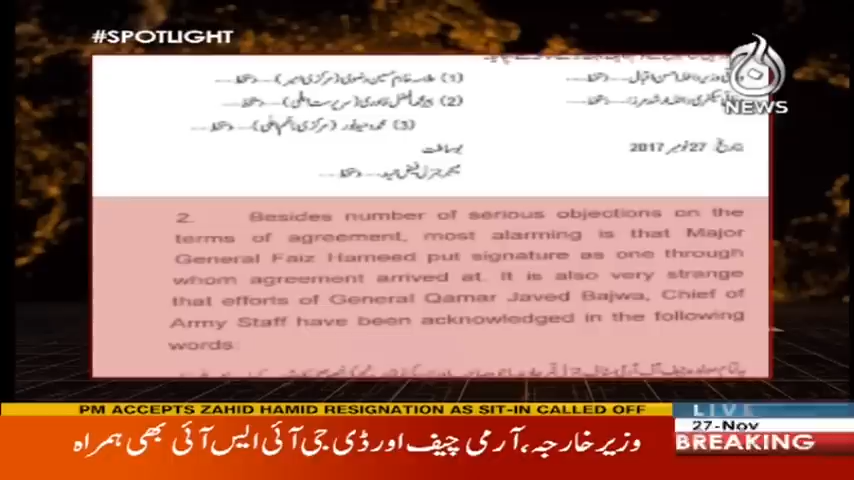 #SPOTLIGHT
NEWS
(1) علامہ خادم حسین رضوی (مرکزی امیر) ۔۔۔ دستخط ۔۔۔
(2) پیر محمد افضل قادری (سرپرست اعلیٰ) ۔۔۔ دستخط ۔۔۔
(3) محمد وحید نور (مرکزی ناظم اعلیٰ) ۔۔۔ دستخط ۔۔۔
بتاریخ 27 نومبر 2017
بوساطت
میجر جنرل فیض حمید ۔۔۔ دستخط ۔۔۔
2. Besides number of serious objections on the
terms of agreement, most alarming is that Major
General Faiz Hameed put signature as one through
whom agreement arrived at. It is also very strange
that efforts of General Qamar Javed Bajwa, Chief of
Army Staff have been acknowledged in the following
words:
PM ACCEPTS ZAHID HAMID RESIGNATION AS SIT-IN CALLED OFF
LIVE
27-Nov
BREAKING
وزیر خارجہ، آرمی چیف اور ڈی جی آئی ایس آئی بھی ہمراہ